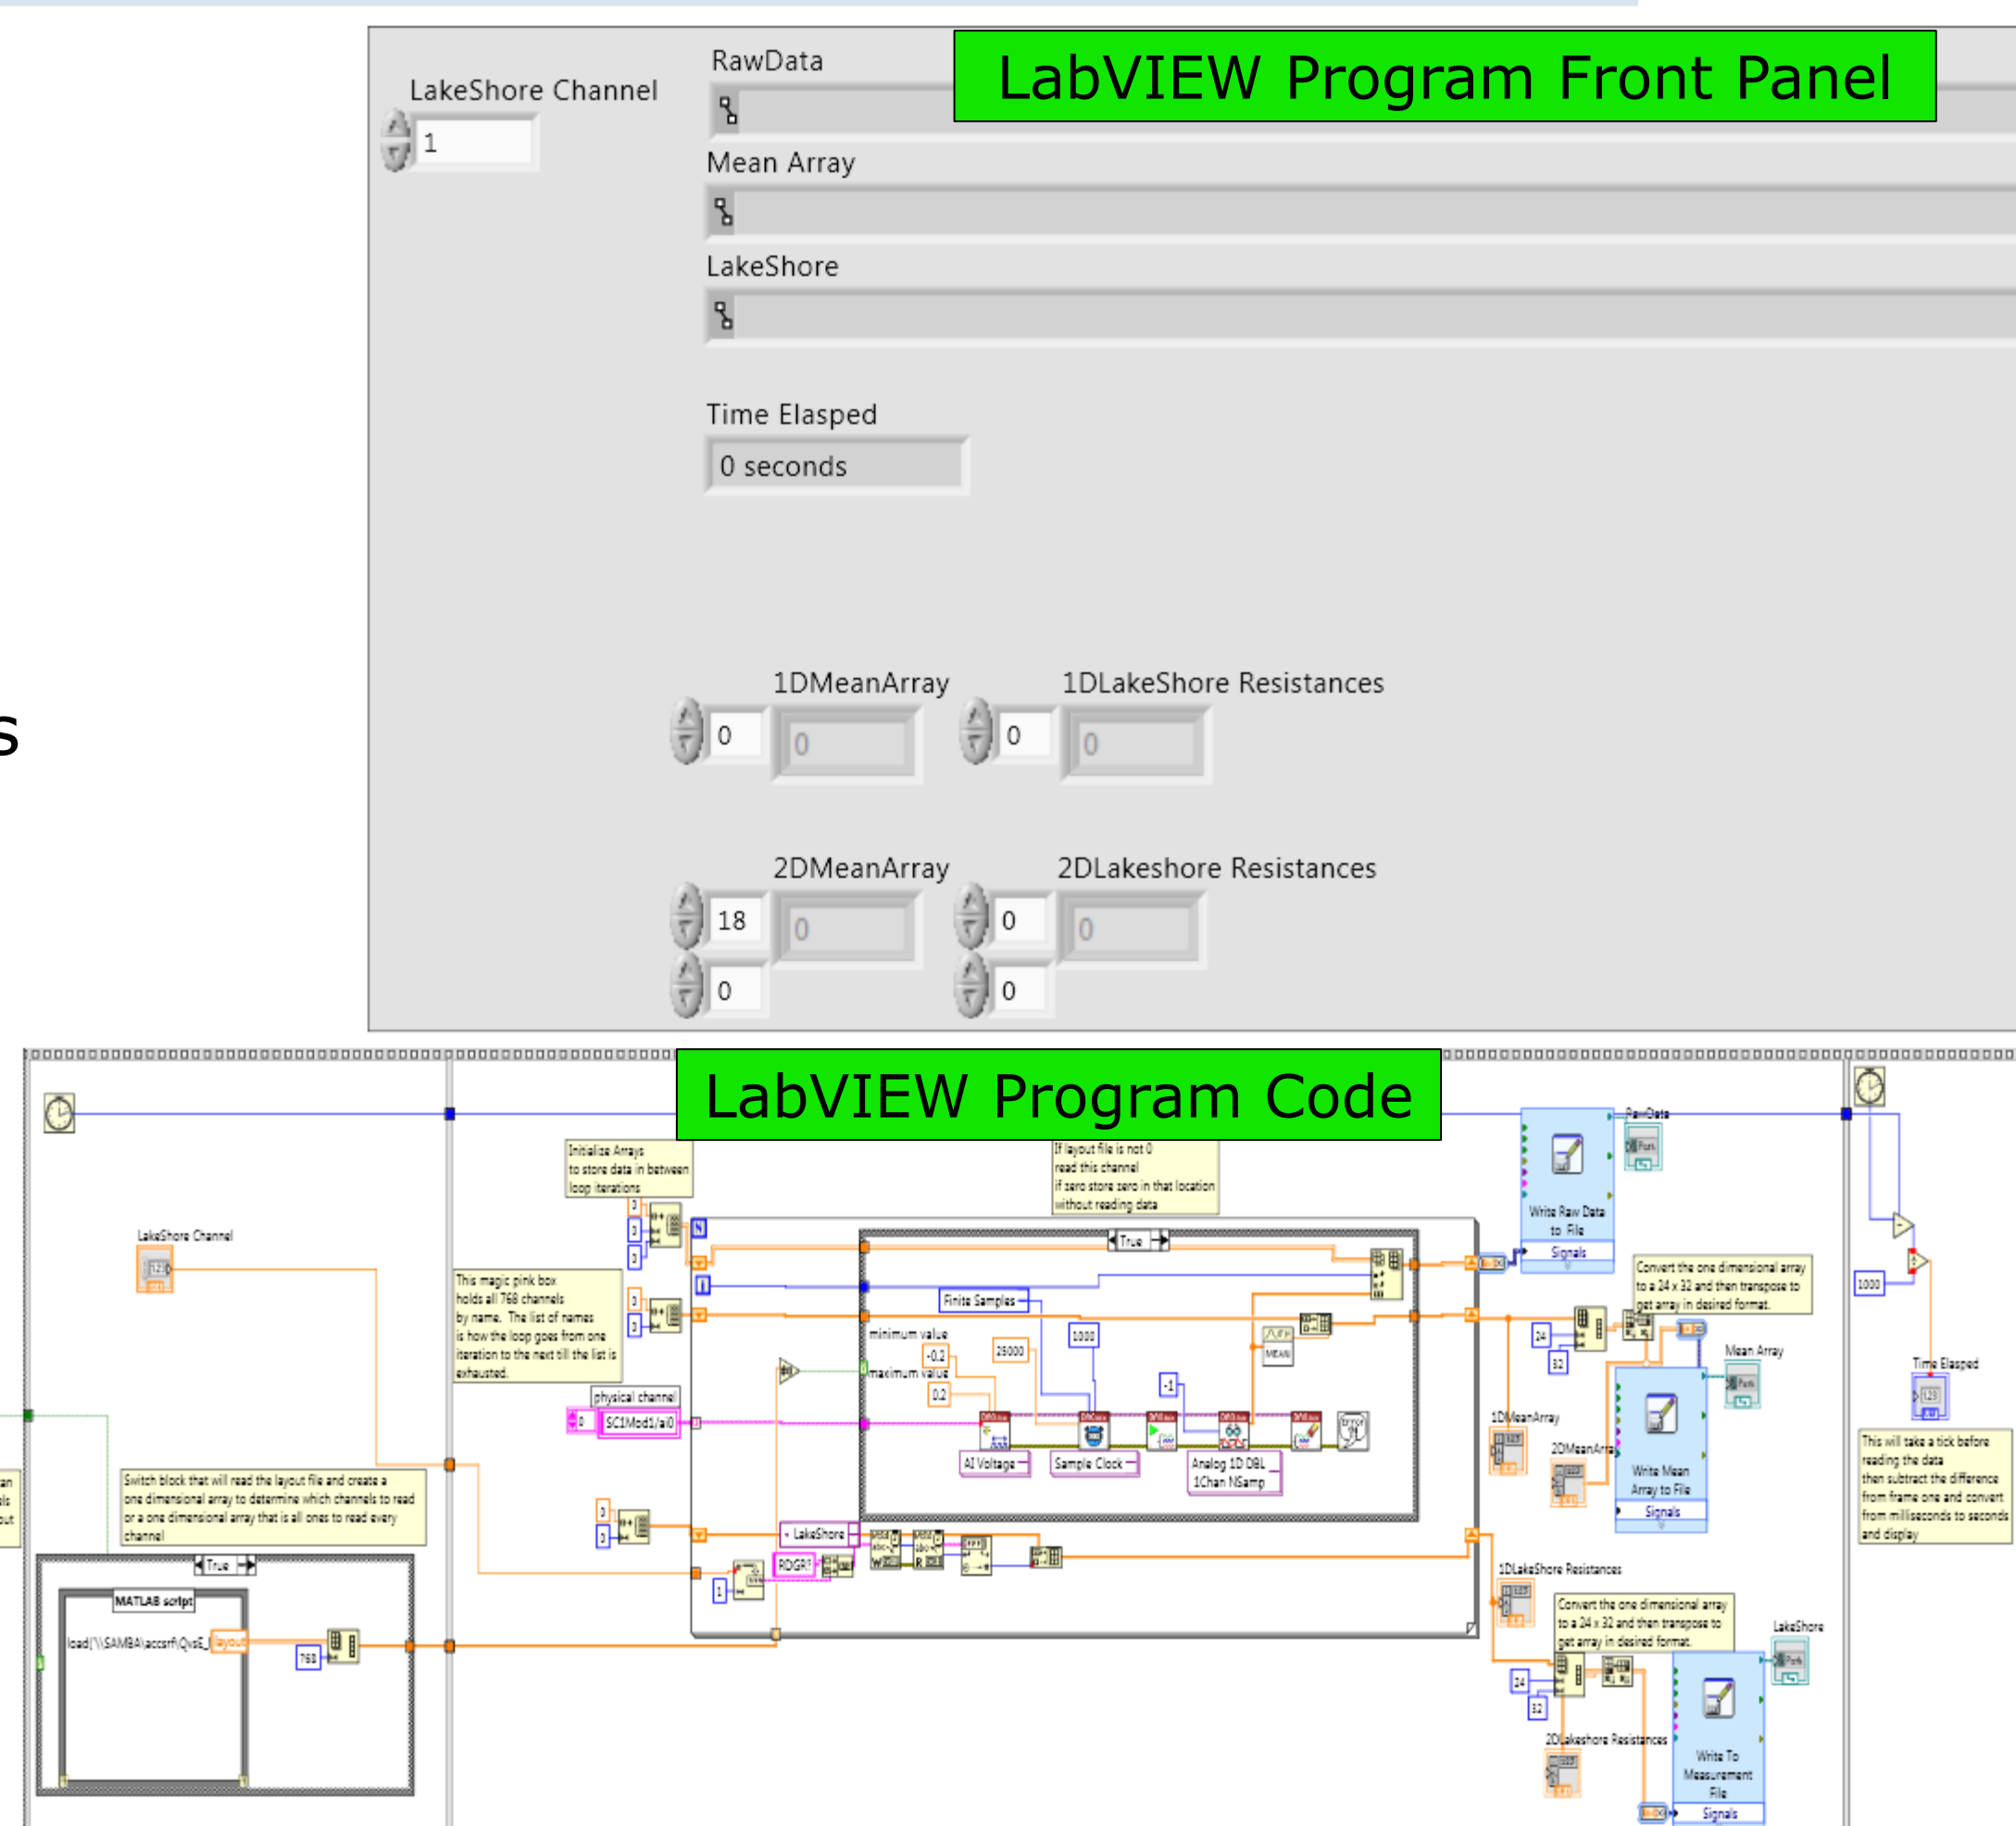 LabVIEW Program Front Panel
LakeShore Channel
1
RawData
Mean Array
LakeShore
Time Elasped
0 seconds
s
1DMeanArray
0
0
1DLakeShore Resistances
0
0
2DMeanArray
18
0
0
2DLakeshore Resistances
0
0
0
LabVIEW Program Code
LakeShore Channel
Switch block that will read the layout file and create a
one dimensional array to determine which channels to read
or a one dimensional array that is all ones to read every
channel
True
MATLAB script
layout
768
Initialize Arrays
to store data in between
loop iterations
This magic pink box
holds all 768 channels
by name. The list of names
is how the loop goes from one
iteration to the next till the list is
exhausted.
physical channel
SC1Mod1/ai0
If layout file is not 0
read this channel
if zero store zero in that location
without reading data
True
Finite Samples
minimum value
-0.2
maximum value
0.2
25000
1000
-1
MEAN
AI Voltage
Sample Clock
Analog 1D DBL
1Chan NSamp
LakeShore
RDGR?
1
RawData
Write Raw Data
to File
Signals
Convert the one dimensional array
to a 24 x 32 and then transpose to
get array in desired format.
24
32
Mean Array
1DMeanArray
2DMeanArray
Write Mean
Array to File
Signals
1DLakeShore Resistances
Convert the one dimensional array
to a 24 x 32 and then transpose to
get array in desired format.
LakeShore
24
32
2DLakeshore Resistances
Write To
Measurement
File
Signals
1000
Time Elasped
This will take a tick before
reading the data
then subtract the difference
from frame one and convert
from milliseconds to seconds
and display